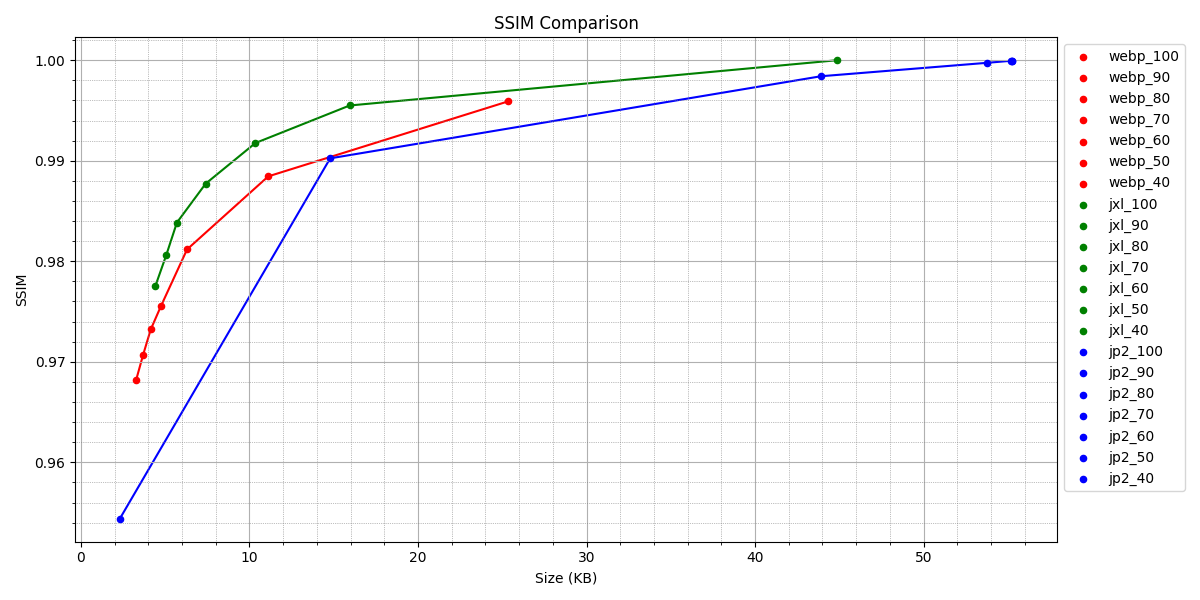 SSIM Comparison
1.00
0.99
0.98
0.97
0.96
SSIM
0 10 20 30 40 50
Size (KB)
webp_100
webp_90
webp_80
webp_70
webp_60
webp_50
webp_40
jxl_100
jxl_90
jxl_80
jxl_70
jxl_60
jxl_50
jxl_40
jp2_100
jp2_90
jp2_80
jp2_70
jp2_60
jp2_50
jp2_40